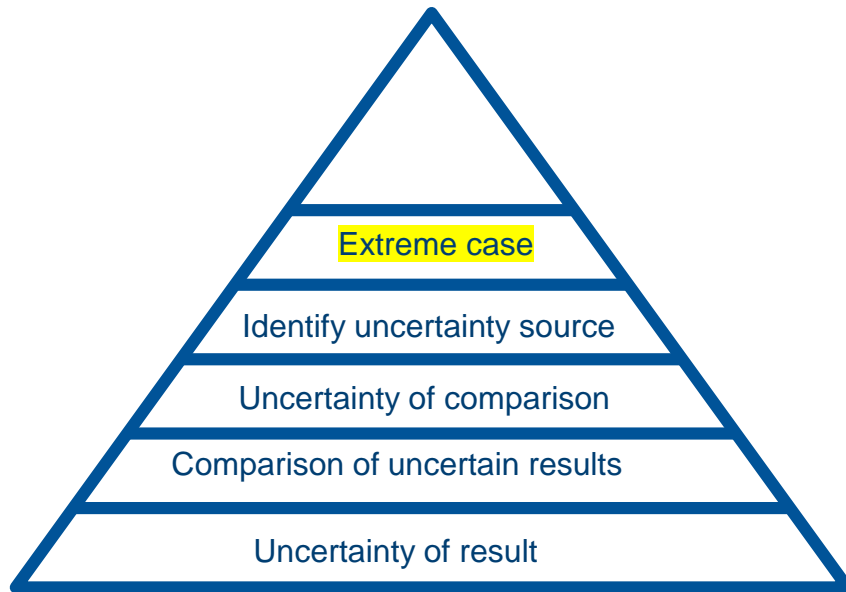 Extreme case
Identify uncertainty source
Uncertainty of comparison
Comparison of uncertain results
Uncertainty of result